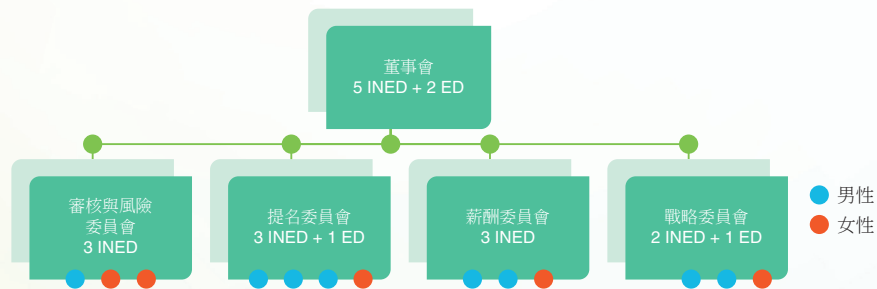 董事會
5 INED + 2 ED
審核與風險
委員會
3 INED
提名委員會
3 INED + 1 ED
薪酬委員會
3 INED
戰略委員會
2 INED + 1 ED
男性
女性